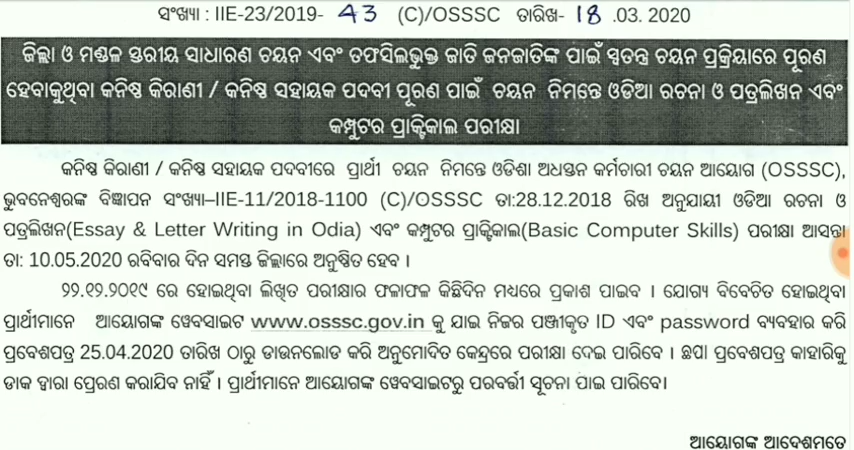 ସଂଖ୍ୟା : IIE-23/2019- 43 (C)/OSSSC ତାରିଖ- 18 .03. 2020
ଜିଲ୍ଲା ଓ ମଣ୍ଡଳ ସ୍ତରୀୟ ସାଧାରଣ ଚୟନ ଏବଂ ତଫସିଲଭୁକ୍ତ ଜାତି ଜନଜାତିଙ୍କ ପାଇଁ ସ୍ୱତନ୍ତ୍ର ଚୟନ ପ୍ରକ୍ରିୟାରେ ପୂରଣ
ହେବାକୁଥିବା କନିଷ୍ଠ କିରାଣୀ / କନିଷ୍ଠ ସହାୟକ ପଦବୀ ପୂରଣ ପାଇଁ ଚୟନ ନିମନ୍ତେ ଓଡିଆ ରଚନା ଓ ପତ୍ରଲିଖନ ଏବଂ
କମ୍ପୁଟର ପ୍ରାକ୍ଟିକାଲ ପରୀକ୍ଷା
କନିଷ୍ଠ କିରାଣୀ / କନିଷ୍ଠ ସହାୟକ ପଦବୀରେ ପ୍ରାର୍ଥୀ ଚୟନ ନିମନ୍ତେ ଓଡିଶା ଅଧସ୍ତନ କର୍ମଚାରୀ ଚୟନ ଆୟୋଗ (OSSSC),
ଭୁବନେଶ୍ୱରଙ୍କ ବିଜ୍ଞାପନ ସଂଖ୍ୟା–IIE-11/2018-1100 (C)/OSSSC ତା:28.12.2018 ରିଖ ଅନୁଯାୟୀ ଓଡିଆ ରଚନା ଓ
ପତ୍ରଲିଖନ(Essay & Letter Writing in Odia) ଏବଂ କମ୍ପୁଟର ପ୍ରାକ୍ଟିକାଲ(Basic Computer Skills) ପରୀକ୍ଷା ଆସନ୍ତା
ତା: 10.05.2020 ରବିବାର ଦିନ ସମସ୍ତ ଜିଲ୍ଲାରେ ଅନୁଷ୍ଠିତ ହେବ ।
୨୨.୧୨.୨୦୧୯ ରେ ହୋଇଥିବା ଲିଖିତ ପରୀକ୍ଷାର ଫଳାଫଳ କିଛିଦିନ ମଧ୍ୟରେ ପ୍ରକାଶ ପାଇବ । ଯୋଗ୍ୟ ବିବେଚିତ ହୋଇଥିବା
ପ୍ରାର୍ଥୀମାନେ ଆୟୋଗଙ୍କ ୱେବସାଇଟ www.osssc.gov.in କୁ ଯାଇ ନିଜର ପଞ୍ଜୀକୃତ ID ଏବଂ password ବ୍ୟବହାର କରି
ପ୍ରବେଶପତ୍ର 25.04.2020 ତାରିଖ ଠାରୁ ଡାଉନଲୋଡ କରି ଅନୁମୋଦିତ କେନ୍ଦ୍ରରେ ପରୀକ୍ଷା ଦେଇ ପାରିବେ । ଛପା ପ୍ରବେଶପତ୍ର କାହାରିକୁ
ଡାକ ଦ୍ୱାରା ପ୍ରେରଣ କରାଯିବ ନାହିଁ । ପ୍ରାର୍ଥୀମାନେ ଆୟୋଗଙ୍କ ୱେବସାଇଟରୁ ପରବର୍ତ୍ତୀ ସୂଚନା ପାଇ ପାରିବେ।
ଆୟୋଗଙ୍କ ଆଦେଶମତେ